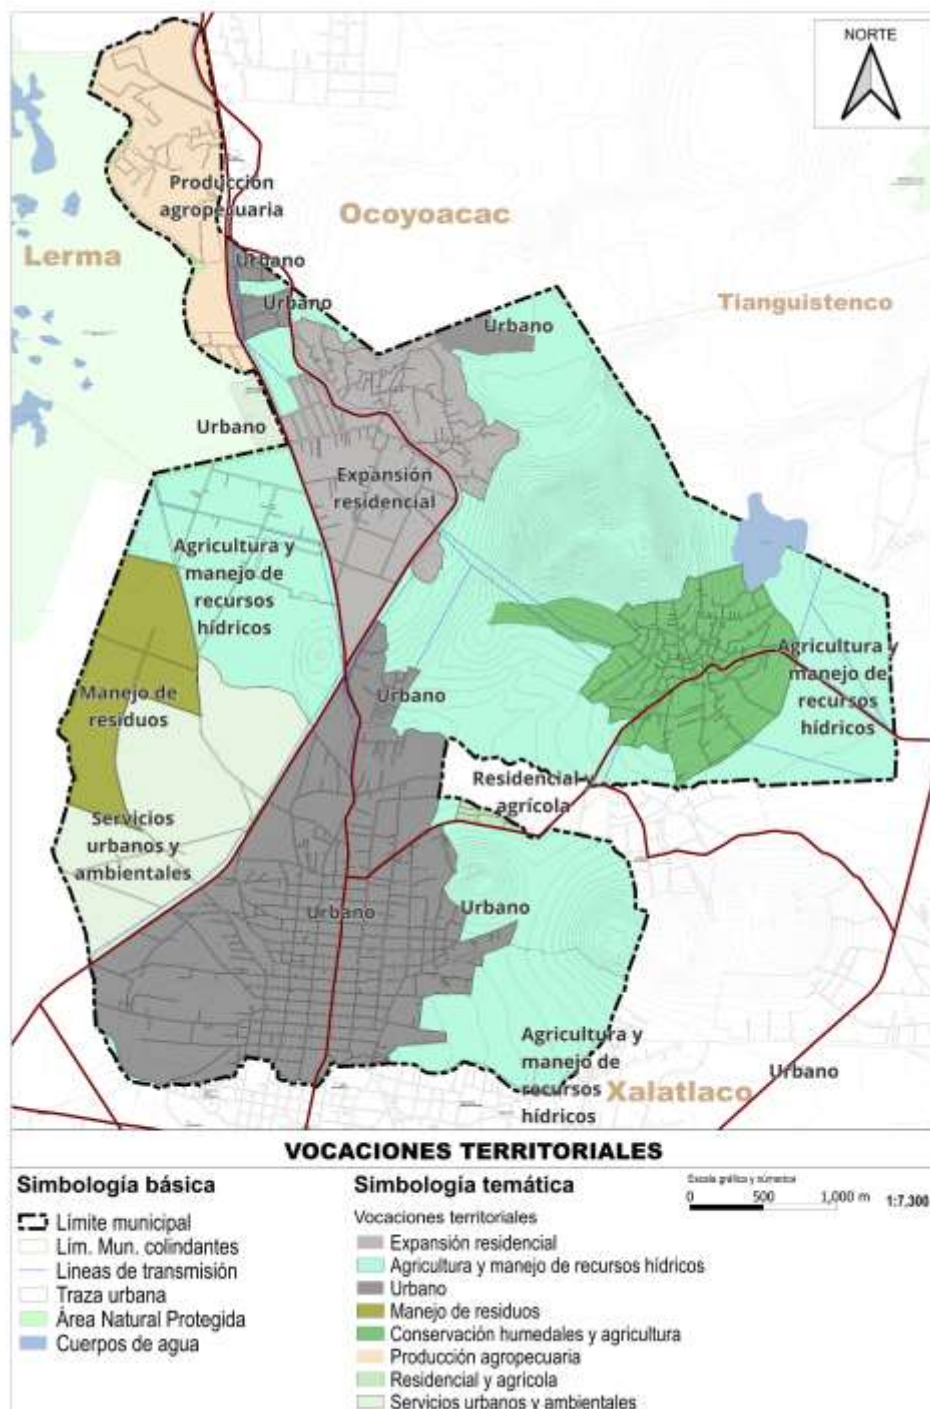 NORTE
Producción
agropecuaria
Ocoyoacac
Lerma
Urbano
Urbano
Tianguistenco
Urbano
Urbano
Expansión
residencial
Agricultura y
manejo de
recursos
hídricos
Manejo de
residuos
Urbano
Agricultura y
manejo de
recursos
hídricos
Residencial y
agrícola
Servicios
urbanos y
ambientales
Urbano
Urbano
Agricultura y
manejo de
recursos
hídricos
Urbano
Xalatlaco
VOCACIONES TERRITORIALES
Simbología básica
Límite municipal
Lím. Mun. colindantes
Lineas de transmisión
Traza urbana
Área Natural Protegida
Cuerpos de agua
Simbología temática
Vocaciones territoriales
Expansión residencial
Agricultura y manejo de recursos hídricos
Urbano
Manejo de residuos
Conservación humedales y agricultura
Producción agropecuaria
Residencial y agrícola
Servicios urbanos y ambientales
Escala gráfica y númerica
0 500 1,000 m 1:7,300